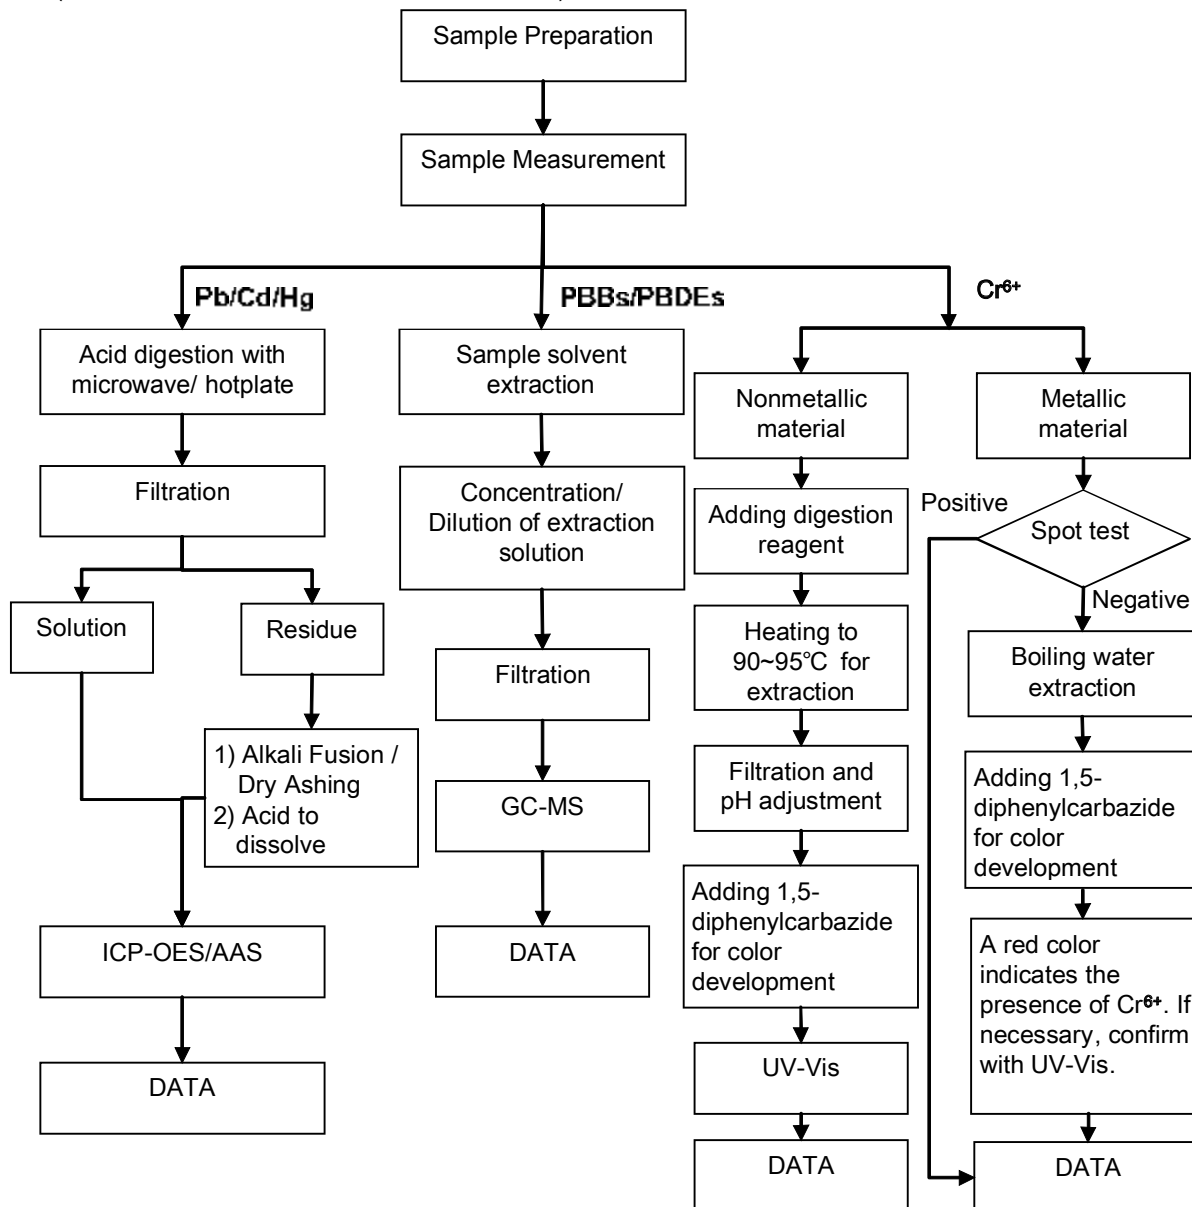 Sample Preparation
Sample Measurement
Pb/Cd/Hg
Acid digestion with
microwave/ hotplate
Filtration
Solution
Residue
1) Alkali Fusion /
Dry Ashing
2) Acid to
dissolve
ICP-OES/AAS
DATA
PBBs/PBDEs
Sample solvent
extraction
Concentration/
Dilution of extraction
solution
Filtration
GC-MS
DATA
Cr⁶⁺
Nonmetallic
material
Adding digestion
reagent
Heating to
90~95℃ for
extraction
Filtration and
pH adjustment
Adding 1,5-
diphenylcarbazide
for color
development
UV-Vis
DATA
Metallic
material
Spot test
Positive
Negative
Boiling water
extraction
Adding 1,5-
diphenylcarbazide
for color
development
A red color
indicates the
presence of Cr⁶⁺. If
necessary, confirm
with UV-Vis.
DATA